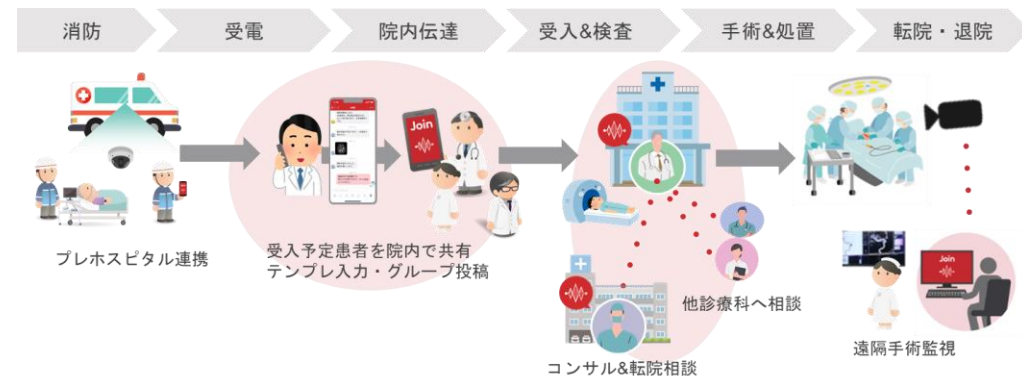 消防
受電
院内伝達
受入&検査
手術&処置
転院・退院
Join
Join
プレホスピタル連携
受入予定患者を院内で共有
テンプレ入力・グループ投稿
他診療科へ相談
遠隔手術監視
コンサル&転院相談